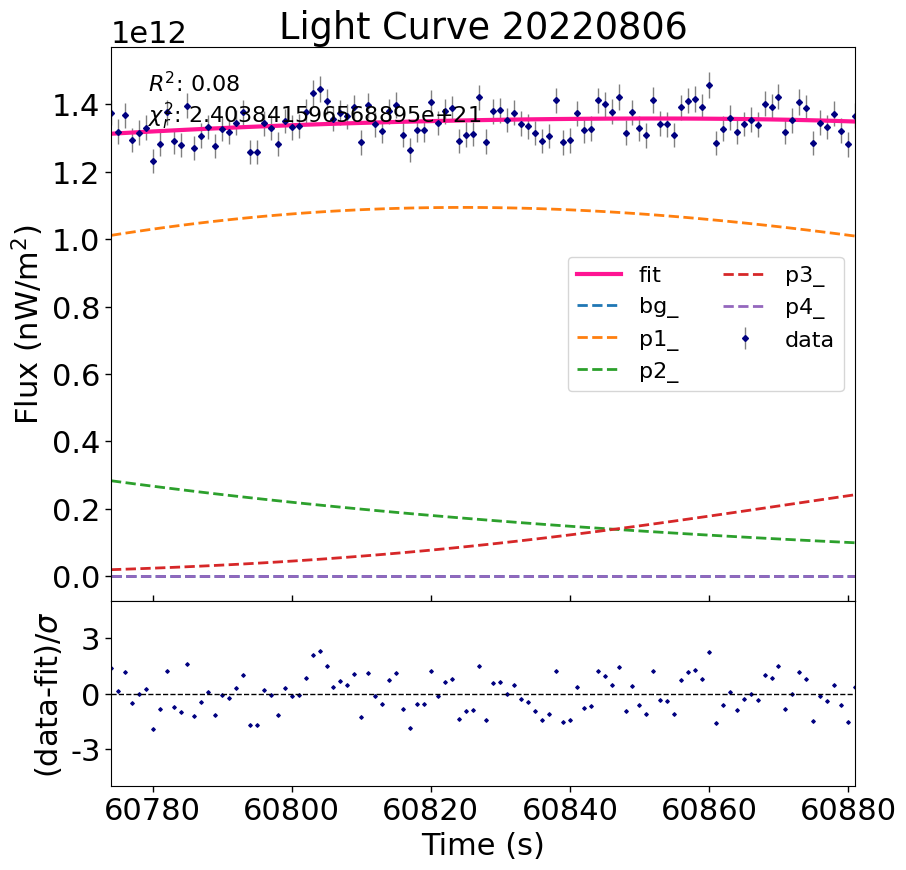 Light Curve 20220806
1e12
R²: 0.08
χ²ᵣ: 2.403841596568895e+21
Flux (nW/m²)
1.4
1.2
1.0
0.8
0.6
0.4
0.2
0.0
fit
bg_
p1_
p2_
p3_
p4_
data
(data-fit)/σ
3
0
-3
60780 60800 60820 60840 60860 60880
Time (s)